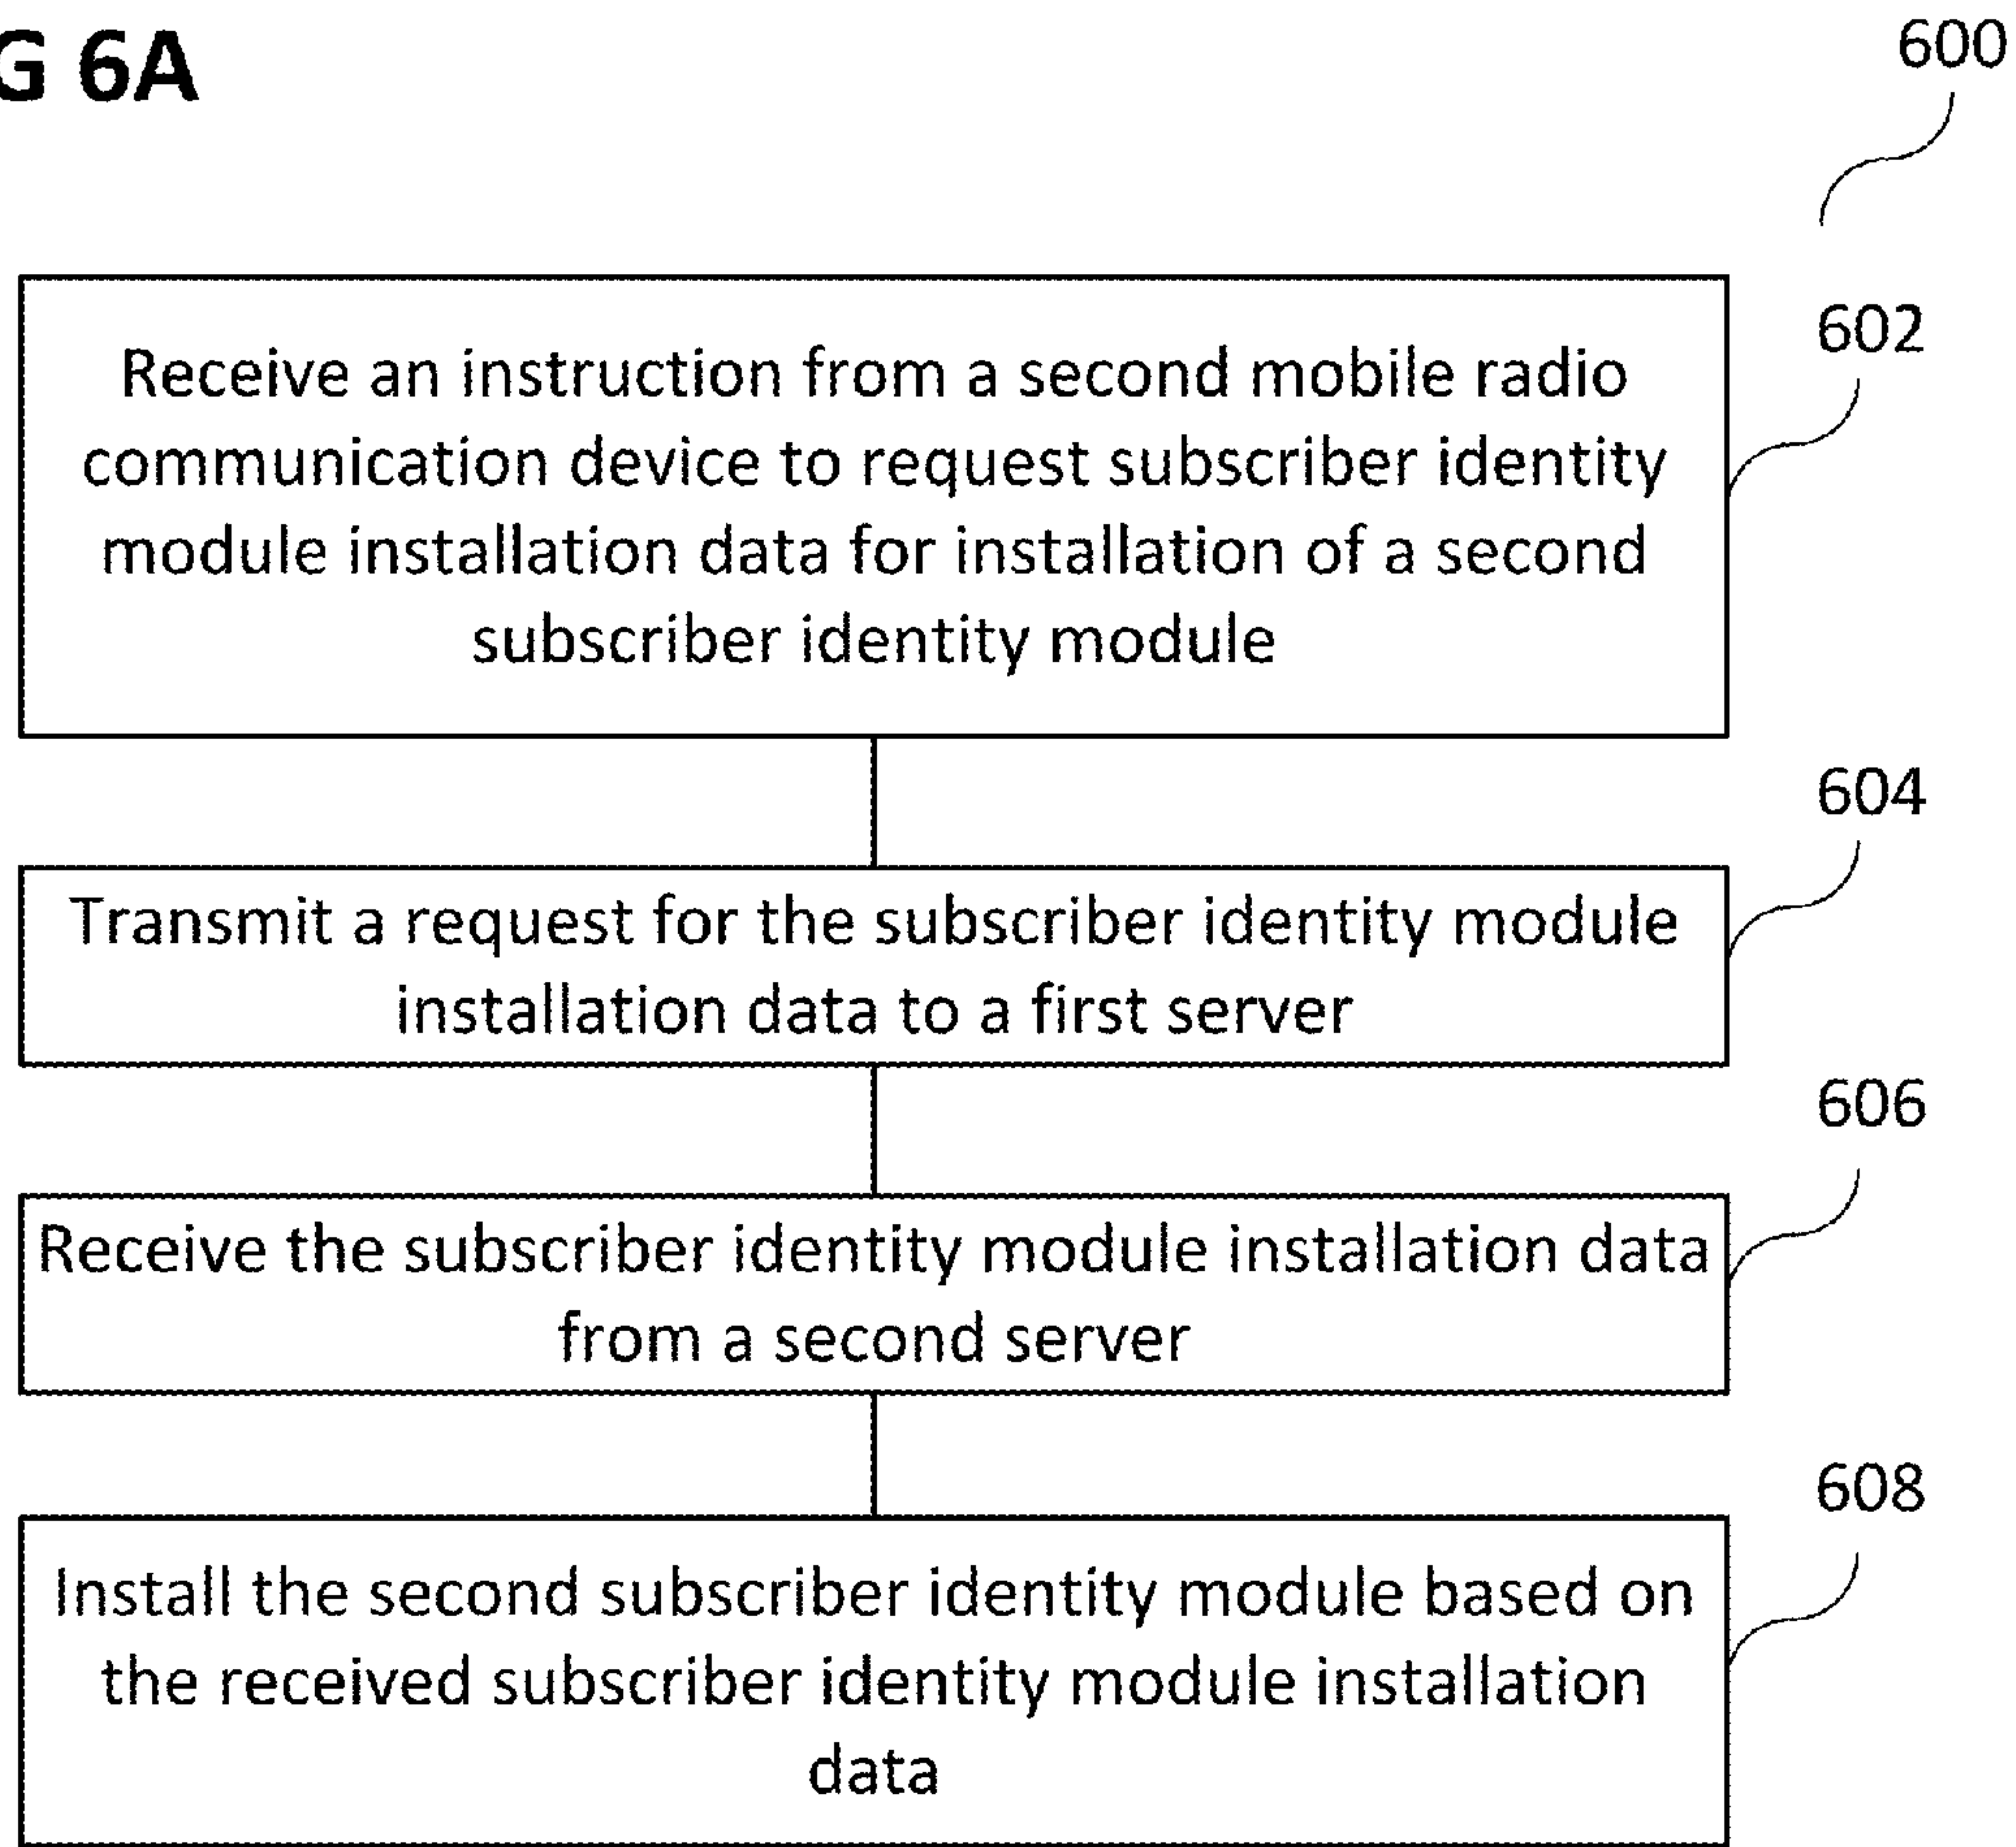 G 6A
600
602
Receive an instruction from a second mobile radio
communication device to request subscriber identity
module installation data for installation of a second
subscriber identity module
604
Transmit a request for the subscriber identity module
installation data to a first server
606
Receive the subscriber identity module installation data
from a second server
608
Install the second subscriber identity module based on
the received subscriber identity module installation
data